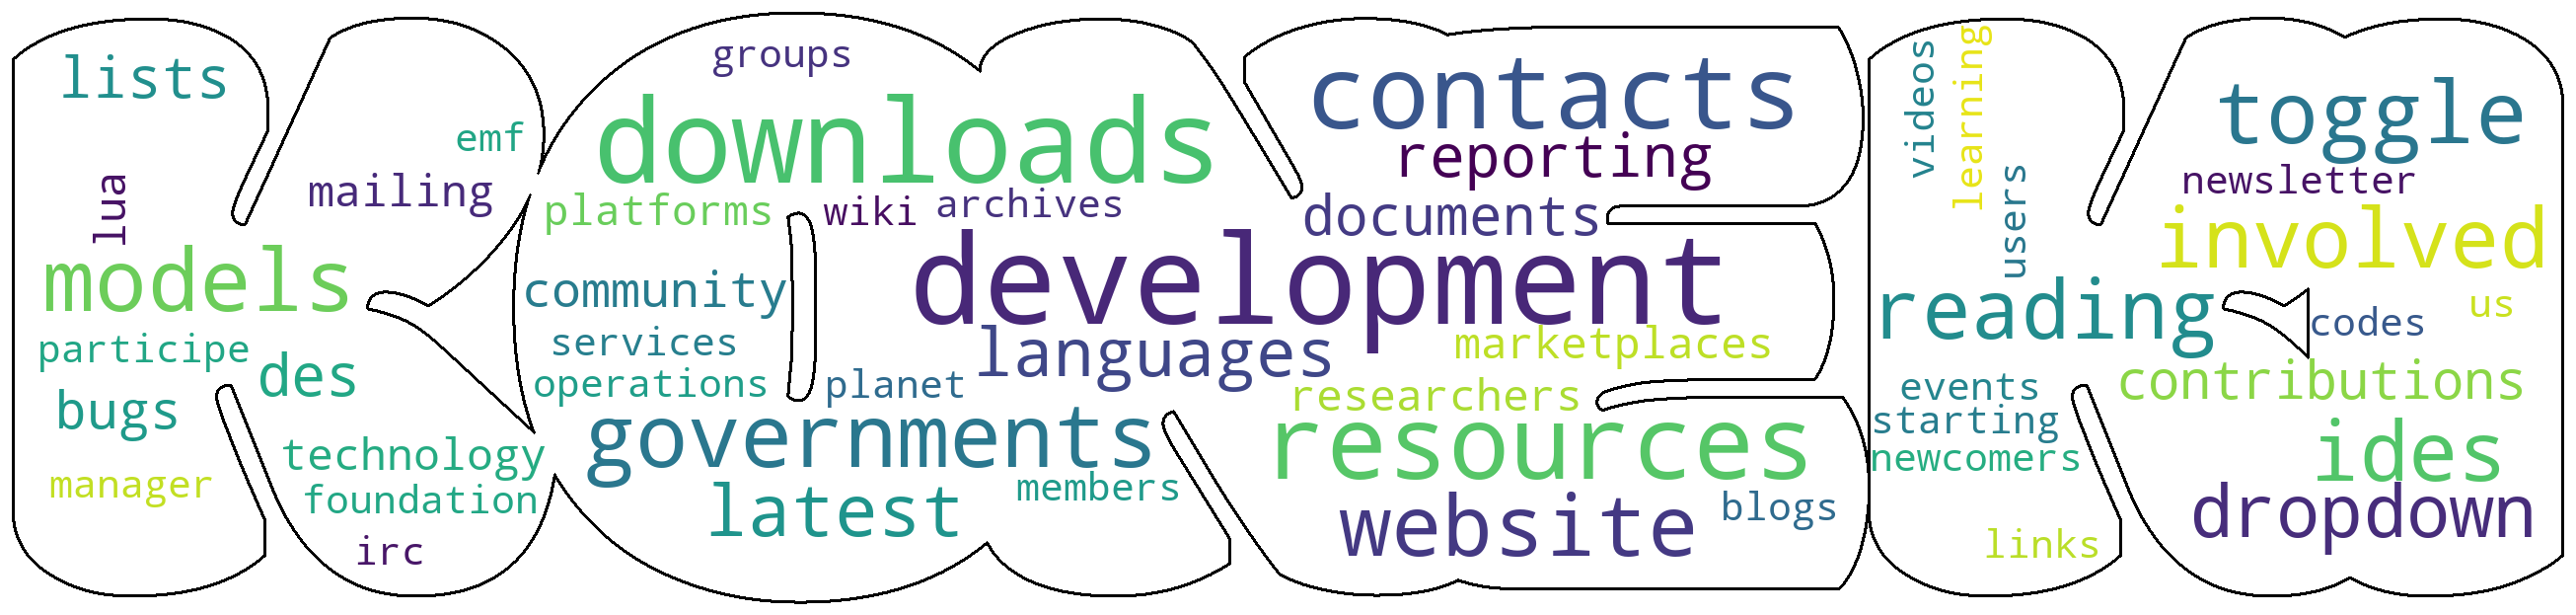 lists
lua
models
participe
des
bugs
manager
emf
mailing
technology
foundation
irc
groups
downloads
platforms
wiki
archives
community
services
operations
planet
development
languages
governments
latest
members
contacts
reporting
documents
marketplaces
researchers
resources
website
blogs
videos
learning
users
reading
events
starting
newcomers
links
toggle
newsletter
involved
us
codes
contributions
ides
dropdown